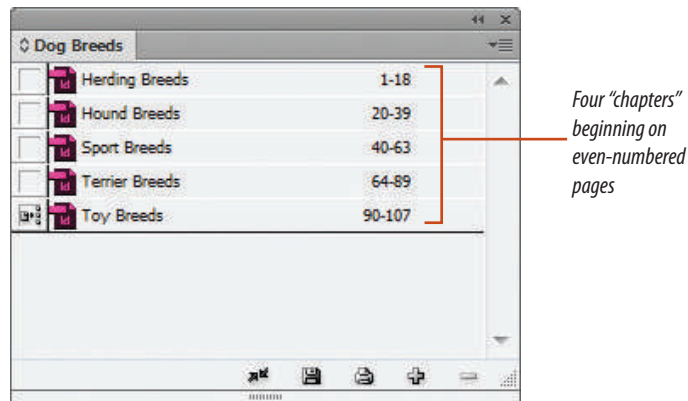 Dog Breeds
Herding Breeds 1-18
Hound Breeds 20-39
Sport Breeds 40-63
Terrier Breeds 64-89
Toy Breeds 90-107
Four “chapters”
beginning on
even-numbered
pages